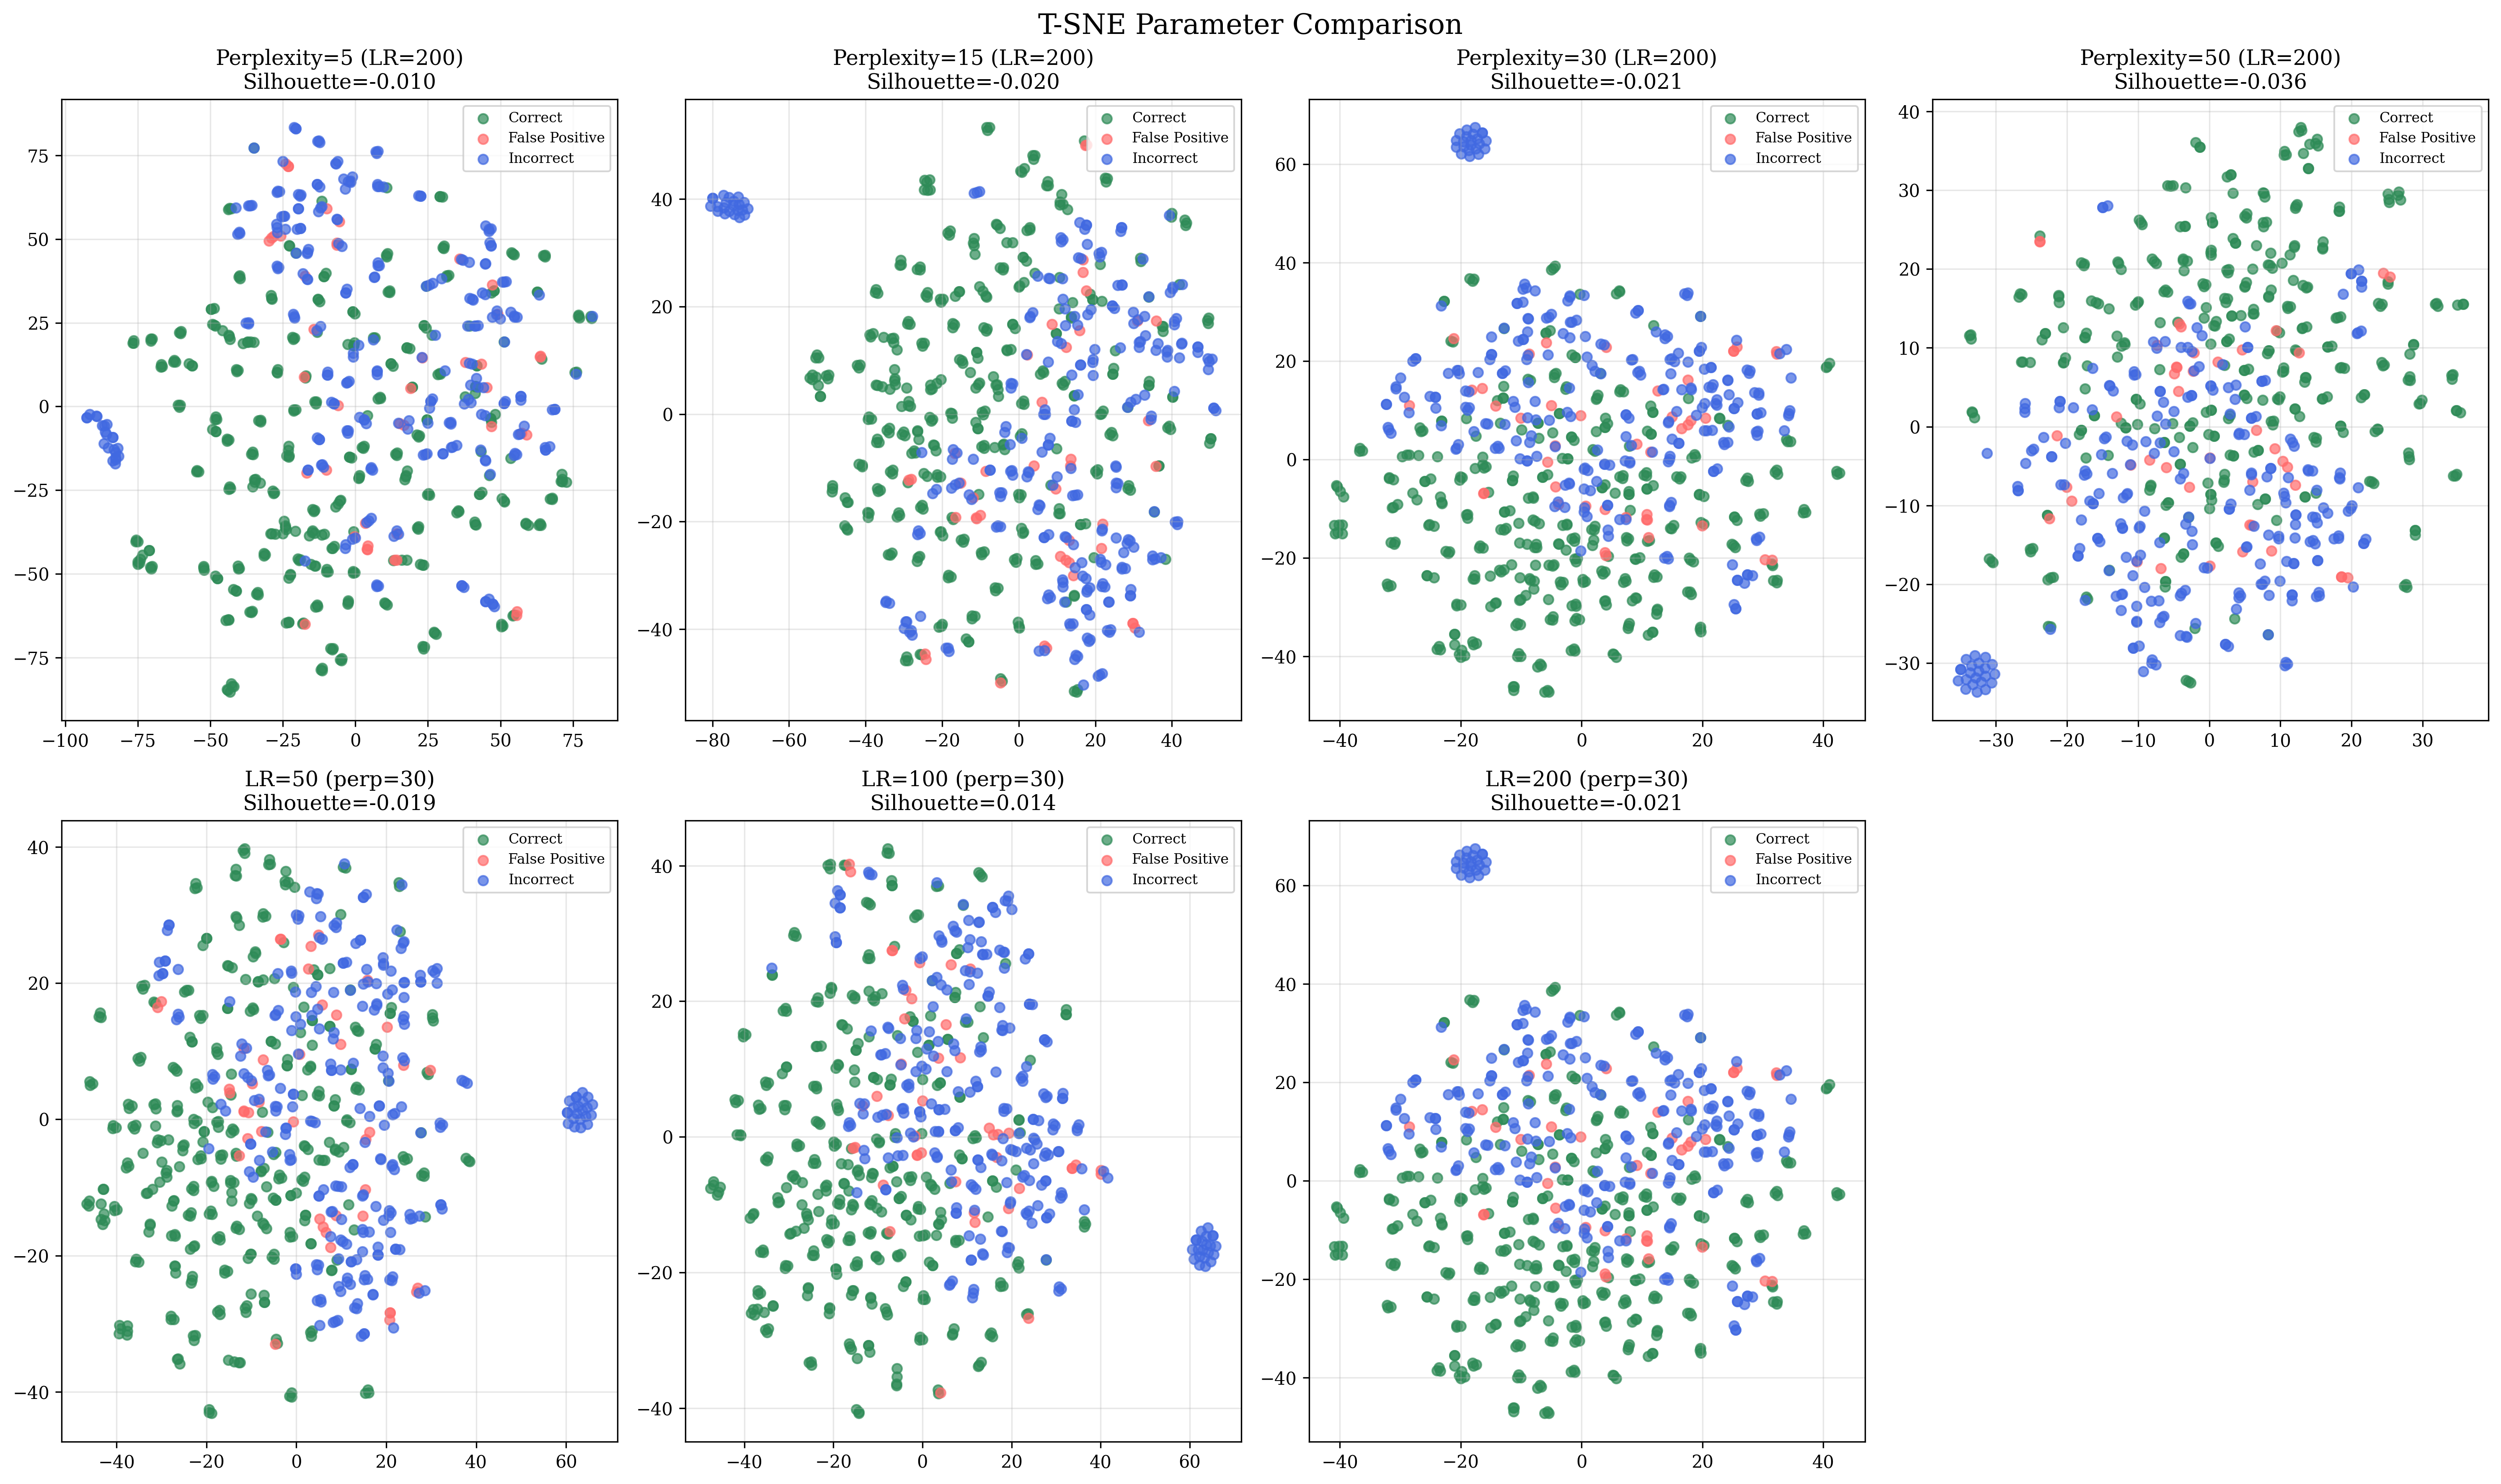 T-SNE Parameter Comparison
Perplexity=5 (LR=200)
Silhouette=-0.010
Correct
False Positive
Incorrect
75
50
25
0
−25
−50
−75
−100 −75 −50 −25 0 25 50 75
Perplexity=15 (LR=200)
Silhouette=-0.020
Correct
False Positive
Incorrect
40
20
0
−20
−40
−80 −60 −40 −20 0 20 40
Perplexity=30 (LR=200)
Silhouette=-0.021
Correct
False Positive
Incorrect
60
40
20
0
−20
−40
−40 −20 0 20 40
Perplexity=50 (LR=200)
Silhouette=-0.036
Correct
False Positive
Incorrect
40
30
20
10
0
−10
−20
−30
−30 −20 −10 0 10 20 30
LR=50 (perp=30)
Silhouette=-0.019
Correct
False Positive
Incorrect
40
20
0
−20
−40
−40 −20 0 20 40 60
LR=100 (perp=30)
Silhouette=0.014
Correct
False Positive
Incorrect
40
20
0
−20
−40
−40 −20 0 20 40 60
LR=200 (perp=30)
Silhouette=-0.021
Correct
False Positive
Incorrect
60
40
20
0
−20
−40
−40 −20 0 20 40